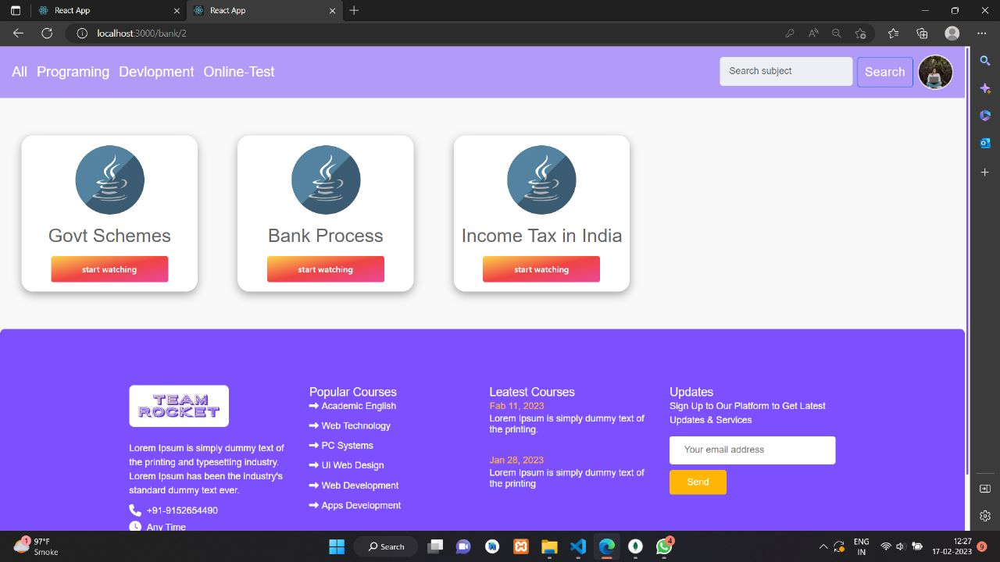 React App
React App
localhost:3000/bank/2
All Programing Devlopment Online-Test
Search subject
Search
Govt Schemes
start watching
Bank Process
start watching
Income Tax in India
start watching
TEAM
ROCKET
Lorem Ipsum is simply dummy text of
the printing and typesetting industry.
Lorem Ipsum has been the industry's
standard dummy text ever.
+91-9152654490
Any Time
Popular Courses
Academic English
Web Technology
PC Systems
Ui Web Design
Web Development
Apps Development
Leatest Courses
Fab 11, 2023
Lorem Ipsum is simply dummy text of
the printing.
Jan 28, 2023
Lorem Ipsum is simply dummy text of
the printing
Updates
Sign Up to Our Platform to Get Latest
Updates & Services
Your email address
Send
1
97°F
Smoke
Search
4
ENG
IN
12:27
17-02-2023
9